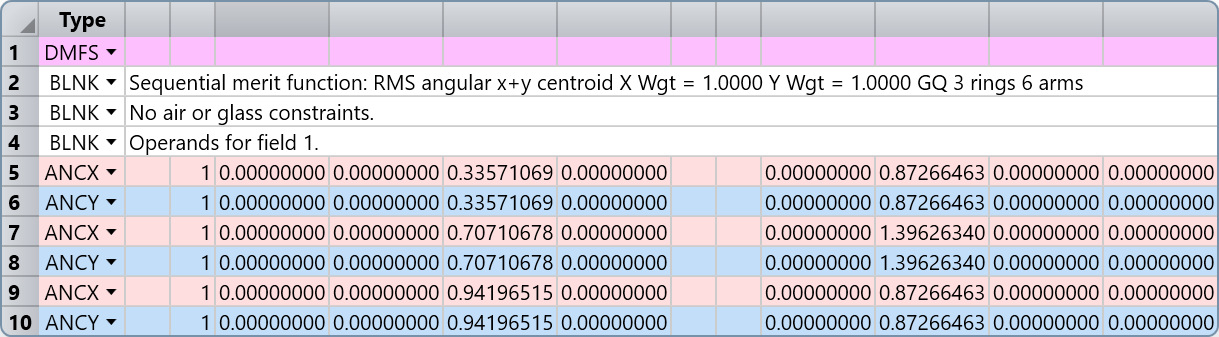 Type
1 DMFS
2 BLNK Sequential merit function: RMS angular x+y centroid X Wgt = 1.0000 Y Wgt = 1.0000 GQ 3 rings 6 arms
3 BLNK No air or glass constraints.
4 BLNK Operands for field 1.
5 ANCX 1 0.00000000 0.00000000 0.33571069 0.00000000 0.00000000 0.87266463 0.00000000 0.00000000
6 ANCY 1 0.00000000 0.00000000 0.33571069 0.00000000 0.00000000 0.87266463 0.00000000 0.00000000
7 ANCX 1 0.00000000 0.00000000 0.70710678 0.00000000 0.00000000 1.39626340 0.00000000 0.00000000
8 ANCY 1 0.00000000 0.00000000 0.70710678 0.00000000 0.00000000 1.39626340 0.00000000 0.00000000
9 ANCX 1 0.00000000 0.00000000 0.94196515 0.00000000 0.00000000 0.87266463 0.00000000 0.00000000
10 ANCY 1 0.00000000 0.00000000 0.94196515 0.00000000 0.00000000 0.87266463 0.00000000 0.00000000